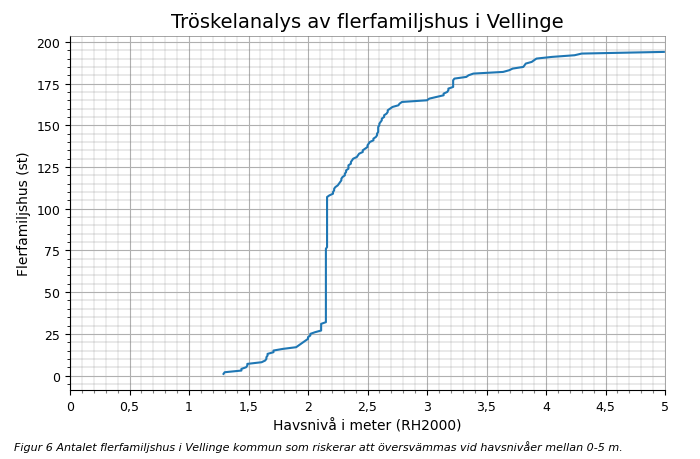 Tröskelanalys av flerfamiljshus i Vellinge
Flerfamiljshus (st)
200
175
150
125
100
75
50
25
0
0 0,5 1 1,5 2 2,5 3 3,5 4 4,5 5
Havsnivå i meter (RH2000)
Figur 6 Antalet flerfamiljshus i Vellinge kommun som riskerar att översvämmas vid havsnivåer mellan 0-5 m.